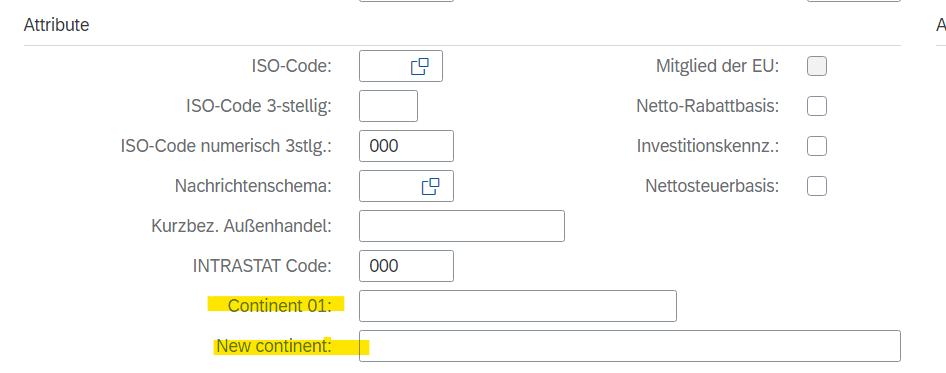 Attribute
A
ISO-Code:
Mitglied der EU:
ISO-Code 3-stellig:
Netto-Rabattbasis:
ISO-Code numerisch 3stlg.: 000
Investitionskennz.:
Nachrichtenschema:
Nettosteuerbasis:
Kurzbez. Außenhandel:
INTRASTAT Code: 000
Continent 01:
New continent: